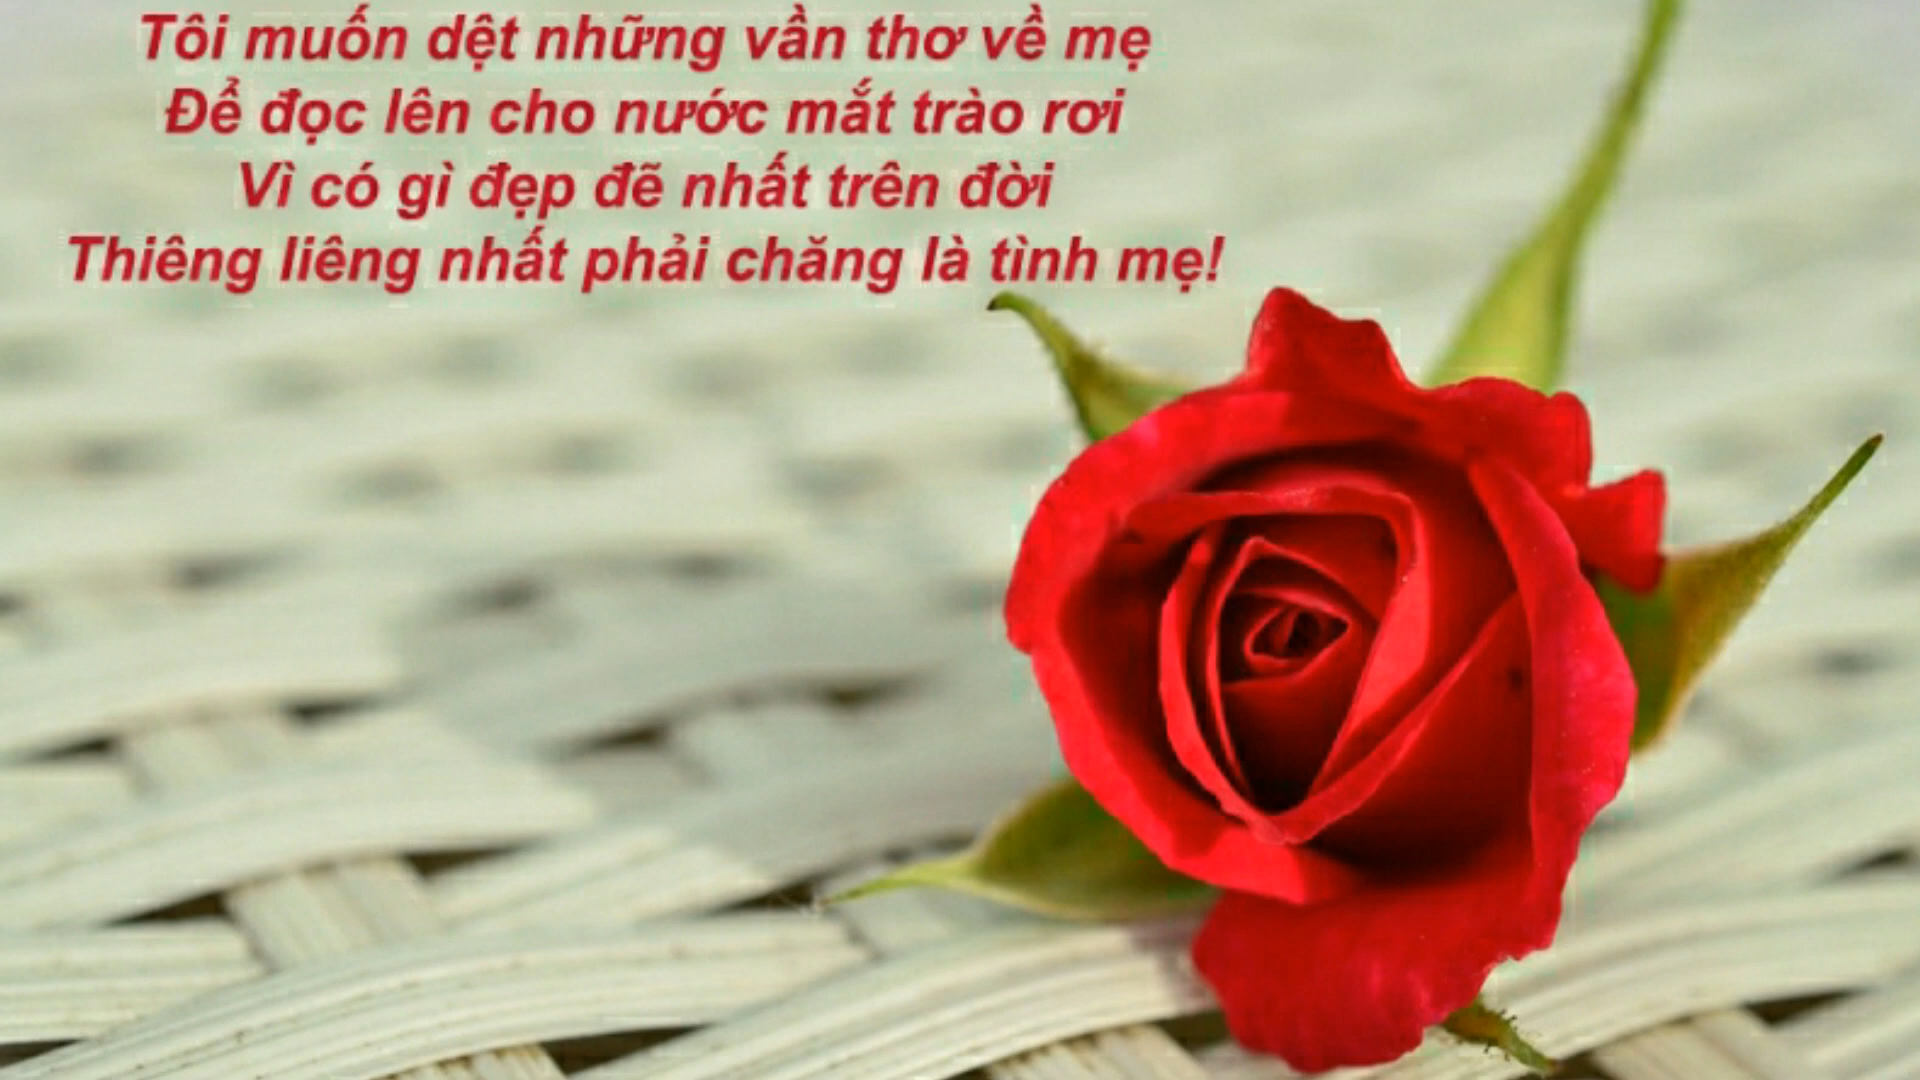 Tôi muốn dệt những vần thơ về mẹ
Để đọc lên cho nước mắt trào rơi
Vì có gì đẹp đẽ nhất trên đời
Thiêng liêng nhất phải chăng là tình mẹ!